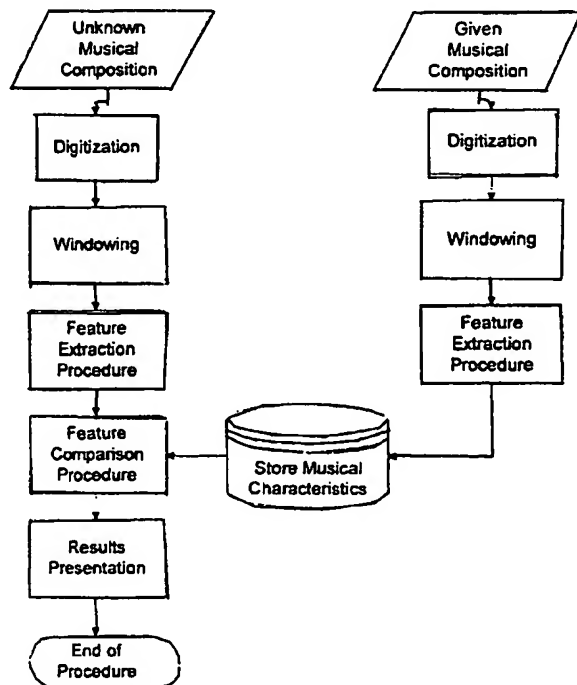 Unknown
Musical
Composition
Digitization
Windowing
Feature
Extraction
Procedure
Feature
Comparison
Procedure
Results
Presentation
End of
Procedure
Given
Musical
Composition
Digitization
Windowing
Feature
Extraction
Procedure
Store Musical
Characteristics